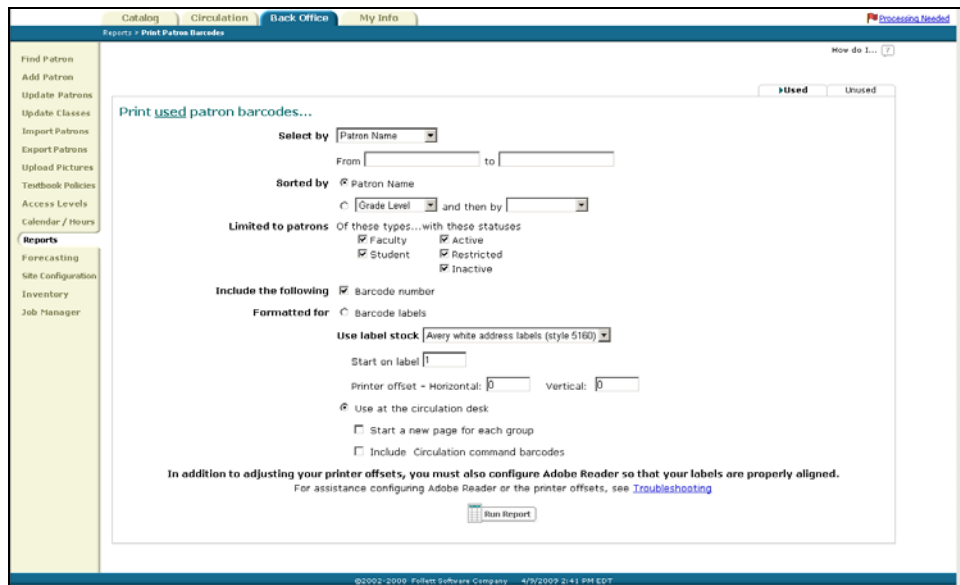 Catalog Circulation Back Office My Info Processing Needed
Reports > Print Patron Barcodes
How do I... ?
Find Patron
Add Patron
Update Patrons
Update Classes
Import Patrons
Export Patrons
Upload Pictures
Textbook Policies
Access Levels
Calendar / Hours
Reports
Forecasting
Site Configuration
Inventory
Job Manager
Used Unused
Print used patron barcodes...
Select by Patron Name
From to
Sorted by Patron Name
Grade Level and then by
Limited to patrons Of these types...with these statuses
Faculty Active
Student Restricted
Inactive
Include the following Barcode number
Formatted for Barcode labels
Use label stock Avery white address labels (style 5160)
Start on label 1
Printer offset - Horizontal: 0 Vertical: 0
Use at the circulation desk
Start a new page for each group
Include Circulation command barcodes
In addition to adjusting your printer offsets, you must also configure Adobe Reader so that your labels are properly aligned.
For assistance configuring Adobe Reader or the printer offsets, see Troubleshooting
Run Report
©2002-2008 Follett Software Company 4/9/2009 2:41 PM EDT